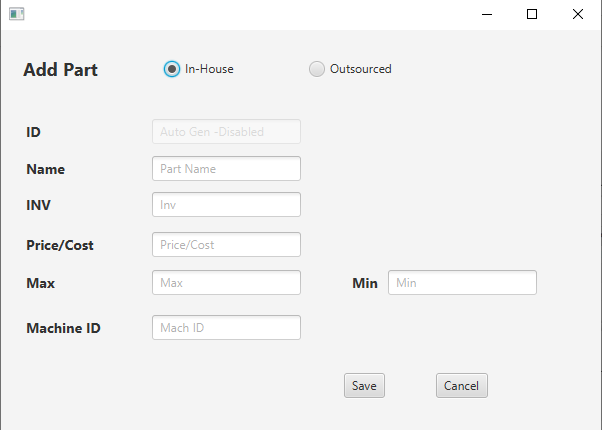 Add Part In-House Outsourced
ID Auto Gen -Disabled
Name Part Name
INV Inv
Price/Cost Price/Cost
Max Max Min Min
Machine ID Mach ID
Save Cancel